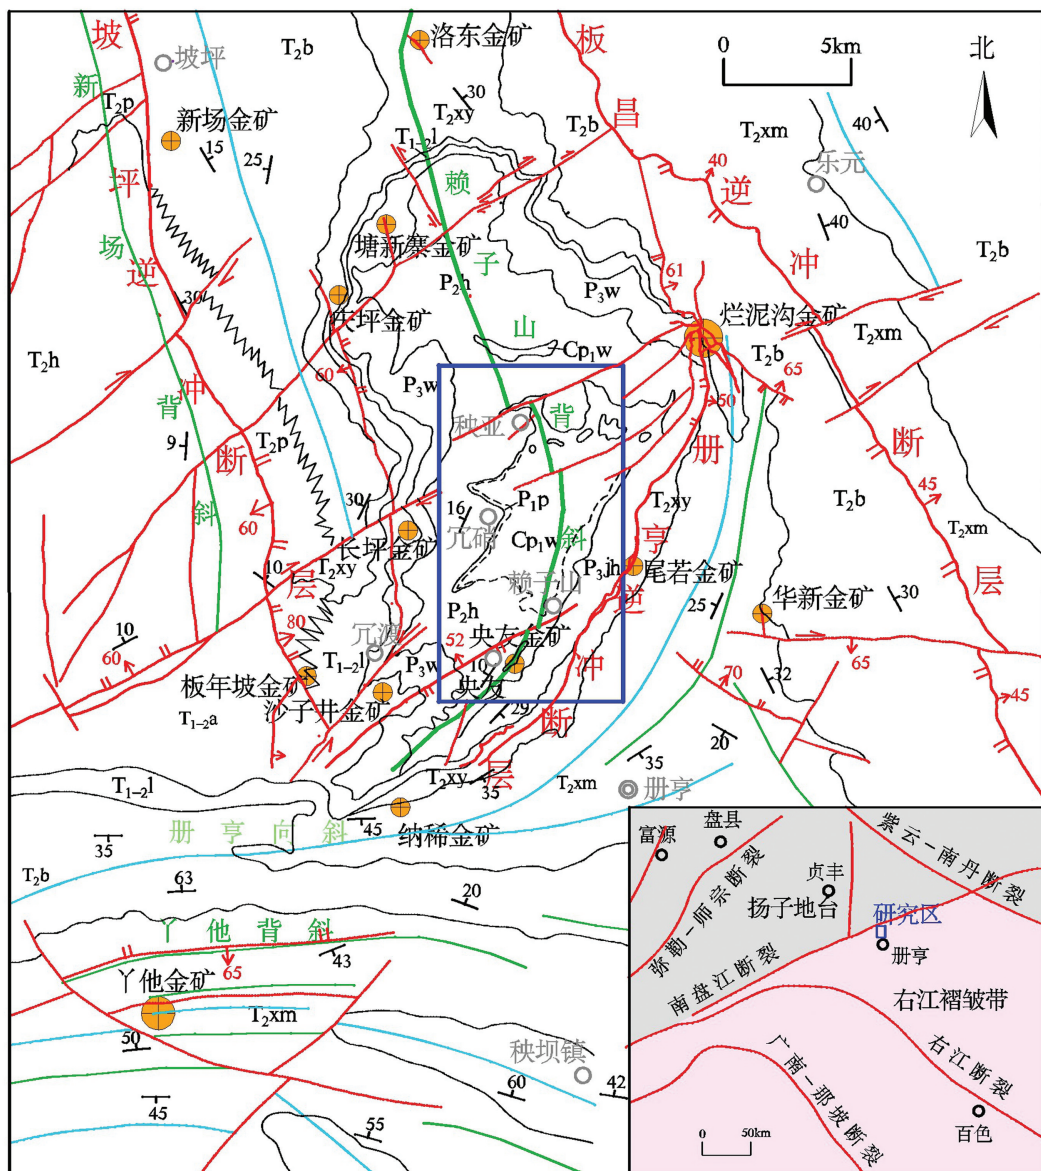 洛东金矿
0
5km
北
坡坪
T₂b
T₂b
新
T₂p
场
新场金矿
15
25
30
T₂xy
T₁₋₂l
T₂b
T₂xm
40
乐元
40
40
T₂b
坡坪逆冲断层
板昌逆冲断层
赖子山背斜
塘新寨金矿
P₂h
P₃w
61
30
牛坪金矿
烂泥沟金矿
T₂xm
T₂h
Cp₁w
T₂b
65
60
P₃w
50
背
秧亚
册亨逆冲断层
9
T₂p
斜
45
T₂b
T₂xy
P₁p
30
16
60
冗硝
T₂xm
Cp₁w
长坪金矿
T₂xy
10
P₃jh
尾若金矿
赖子山
25
华新金矿
30
P₂h
10
60
80
冗渡
52
央友金矿
65
T₁₋₂l
P₃w
10
央友
70
32
板年坡金矿
沙子井金矿
45
T₁₋₂a
29
20
35
T₂xy
35
T₂xm
册亨
T₁₋₂l
纳稀金矿
45
册亨向斜
35
T₂b
63
20
丫他背斜
43
65
丫他金矿
T₂xm
50
秧坝镇
60
42
45
55
盘县
富源
紫云-南丹断裂
弥勒-师宗断裂
贞丰
扬子地台
研究区
册亨
南盘江断裂
右江褶皱带
右江断裂
广南-那坡断裂
百色
0
50km